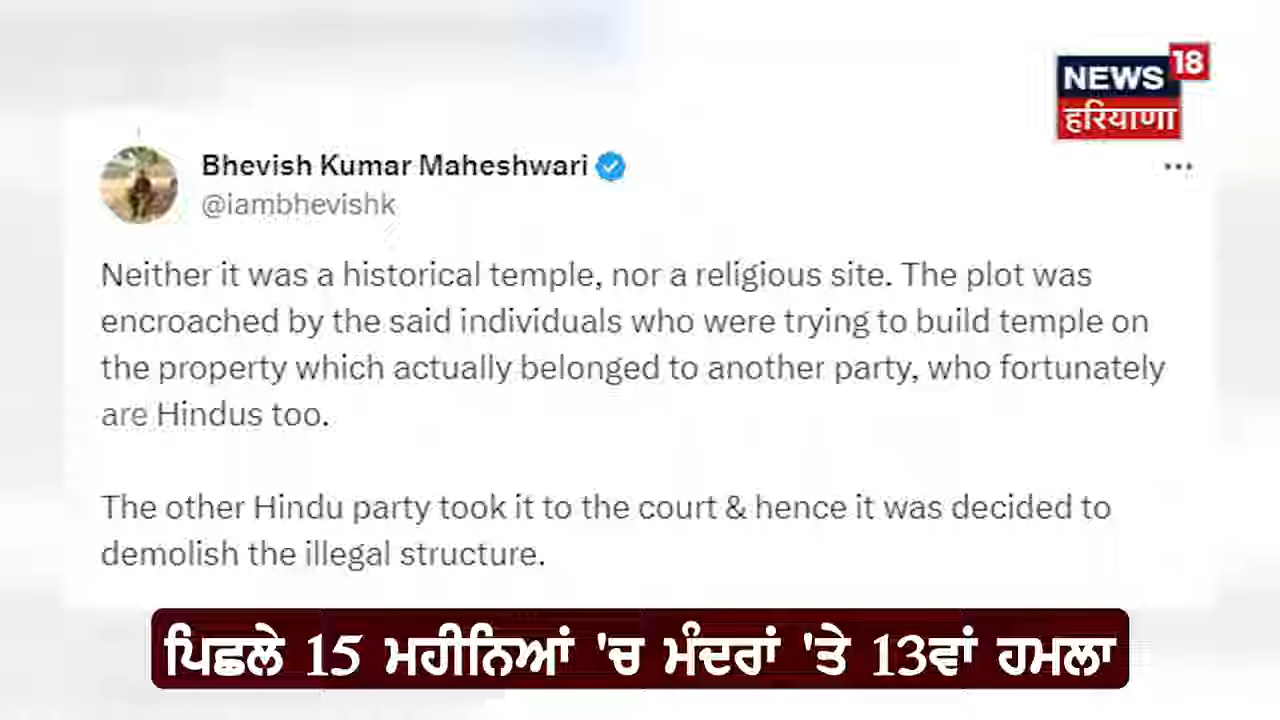 NEWS 18
हरियाणा
Bhevish Kumar Maheshwari
@iambhevishk
Neither it was a historical temple, nor a religious site. The plot was
encroached by the said individuals who were trying to build temple on
the property which actually belonged to another party, who fortunately
are Hindus too.
The other Hindu party took it to the court & hence it was decided to
demolish the illegal structure.
ਪਿਛਲੇ 15 ਮਹੀਨਿਆਂ 'ਚ ਮੰਦਰਾਂ 'ਤੇ 13ਵਾਂ ਹਮਲਾ